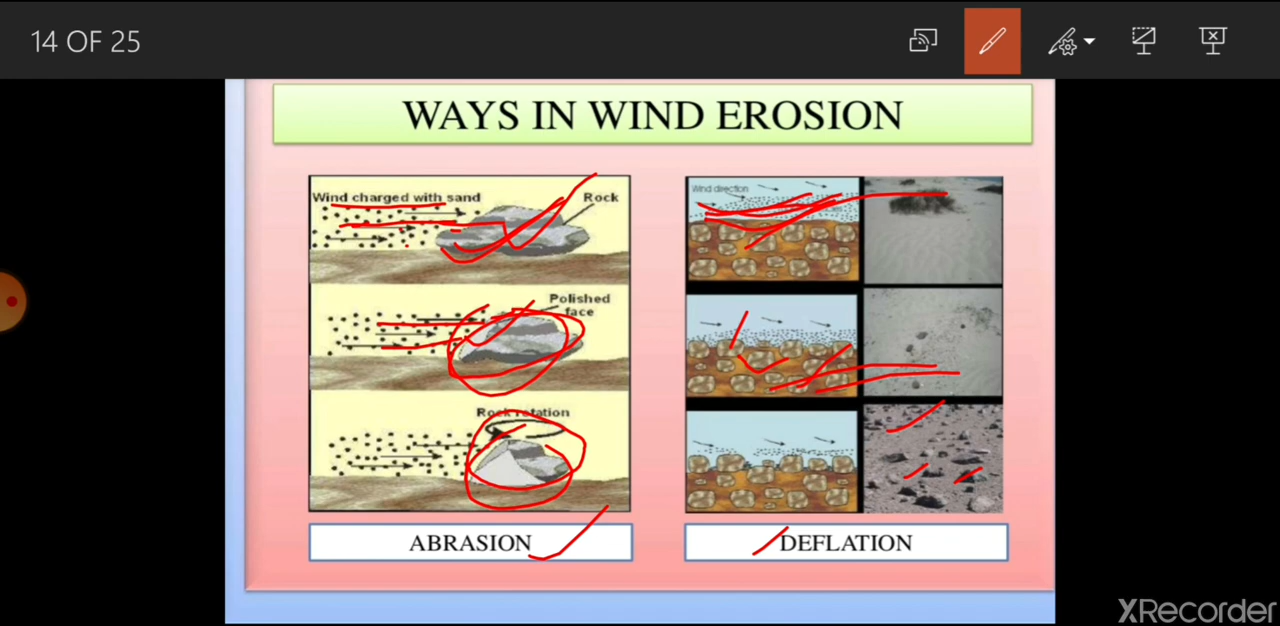 14 OF 25
WAYS IN WIND EROSION
Wind charged with sand
Rock
Polished
face
Rock rotation
ABRASION
Wind direction
DEFLATION
XRecorder